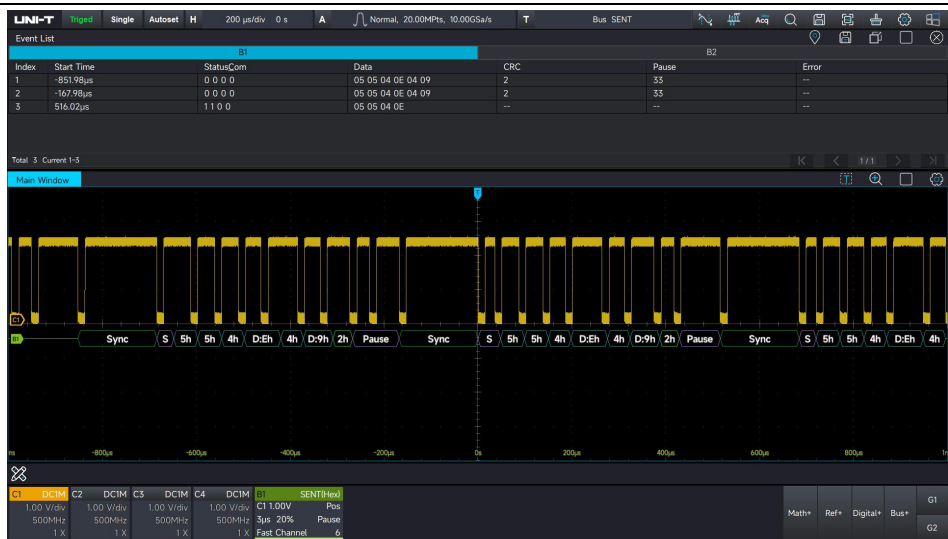 UNI-T Triged Single Autoset H 200 μs/div 0 s A Normal, 20.00MPts, 10.00GSa/s T Bus SENT Acq
Event List
B1 B2
Index Start Time StatusCom Data CRC Pause Error
1 -851.98μs 0 0 0 0 05 05 04 0E 04 09 2 33 --
2 -167.98μs 0 0 0 0 05 05 04 0E 04 09 2 33 --
3 516.02μs 1 1 0 0 05 05 04 0E -- -- --
Total 3 Current 1-3 1/1
Main Window T
T
C1
B1 Sync S 5h 5h 4h D:Eh 4h D:9h 2h Pause Sync S 5h 5h 4h D:Eh 4h D:9h 2h Pause Sync S 5h 5h 4h D:Eh 4h
ms -800μs -600μs -400μs -200μs 0s 200μs 400μs 600μs 800μs 1n
C1 DC1M C2 DC1M C3 DC1M C4 DC1M B1 SENT(Hex)
1.00 V/div 1.00 V/div 1.00 V/div 1.00 V/div C1 1.00V Pos
500MHz 500MHz 500MHz 500MHz 3μs 20% Pause
1 X 1 X 1 X 1 X Fast Channel 6
Math+ Ref+ Digital+ Bus+ G1
G2